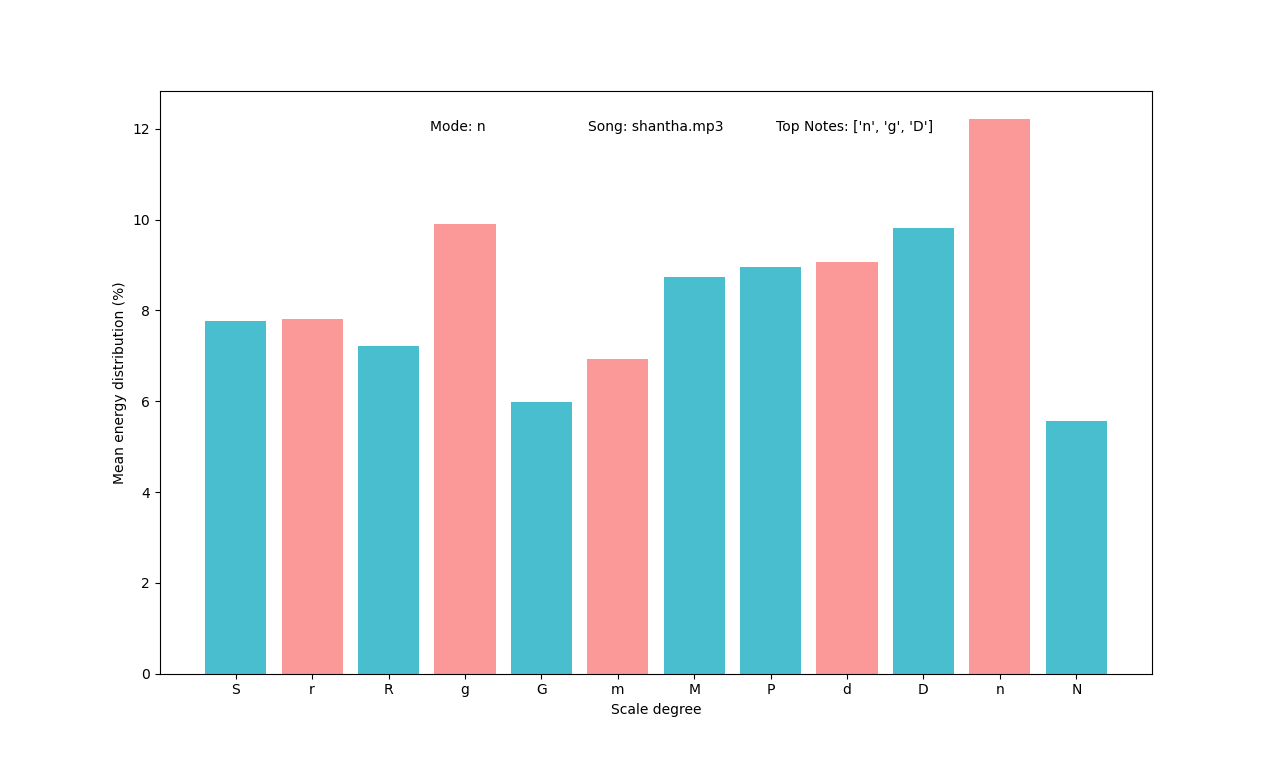 Mode: n Song: shantha.mp3 Top Notes: ['n', 'g', 'D']
12
10
8
6
4
2
0
Mean energy distribution (%)
S r R g G m M P d D n N
Scale degree